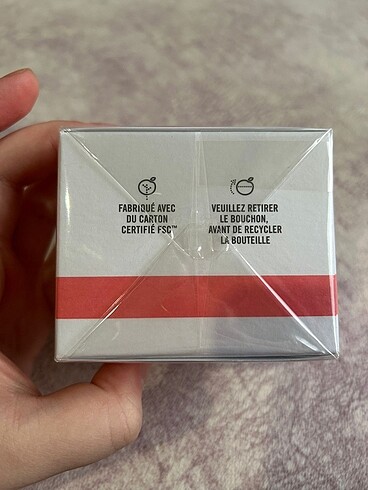 FABRIQUÉ AVEC
DU CARTON
CERTIFIÉ FSC™
VEUILLEZ RETIRER
LE BOUCHON,
AVANT DE RECYCLER
LA BOUTEILLE